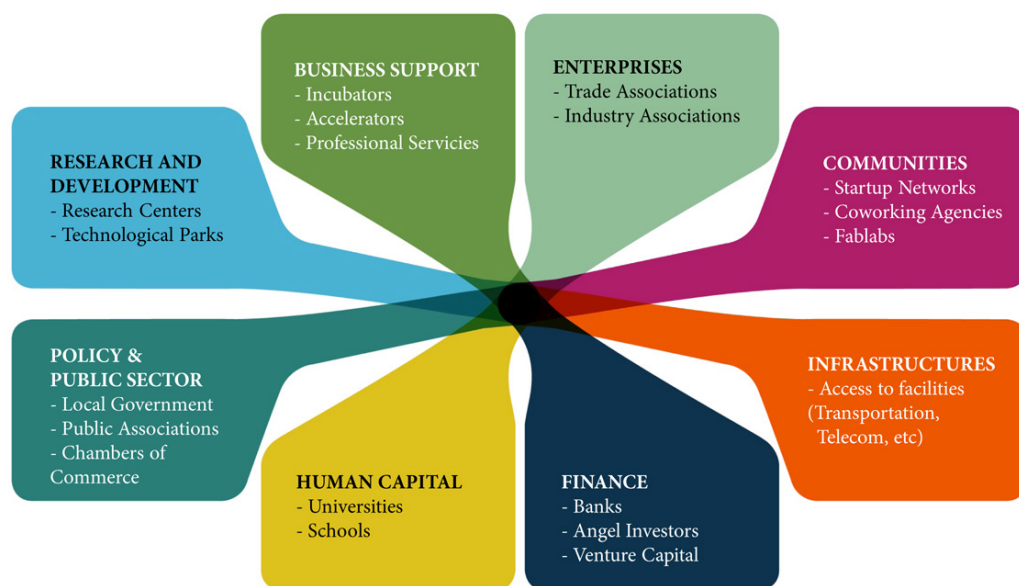 BUSINESS SUPPORT
- Incubators
- Accelerators
- Professional Servicies
ENTERPRISES
- Trade Associations
- Industry Associations
RESEARCH AND
DEVELOPMENT
- Research Centers
- Technological Parks
COMMUNITIES
- Startup Networks
- Coworking Agencies
- Fablabs
POLICY &
PUBLIC SECTOR
- Local Government
- Public Associations
- Chambers of
Commerce
INFRASTRUCTURES
- Access to facilities
(Transportation,
Telecom, etc)
HUMAN CAPITAL
- Universities
- Schools
FINANCE
- Banks
- Angel Investors
- Venture Capital